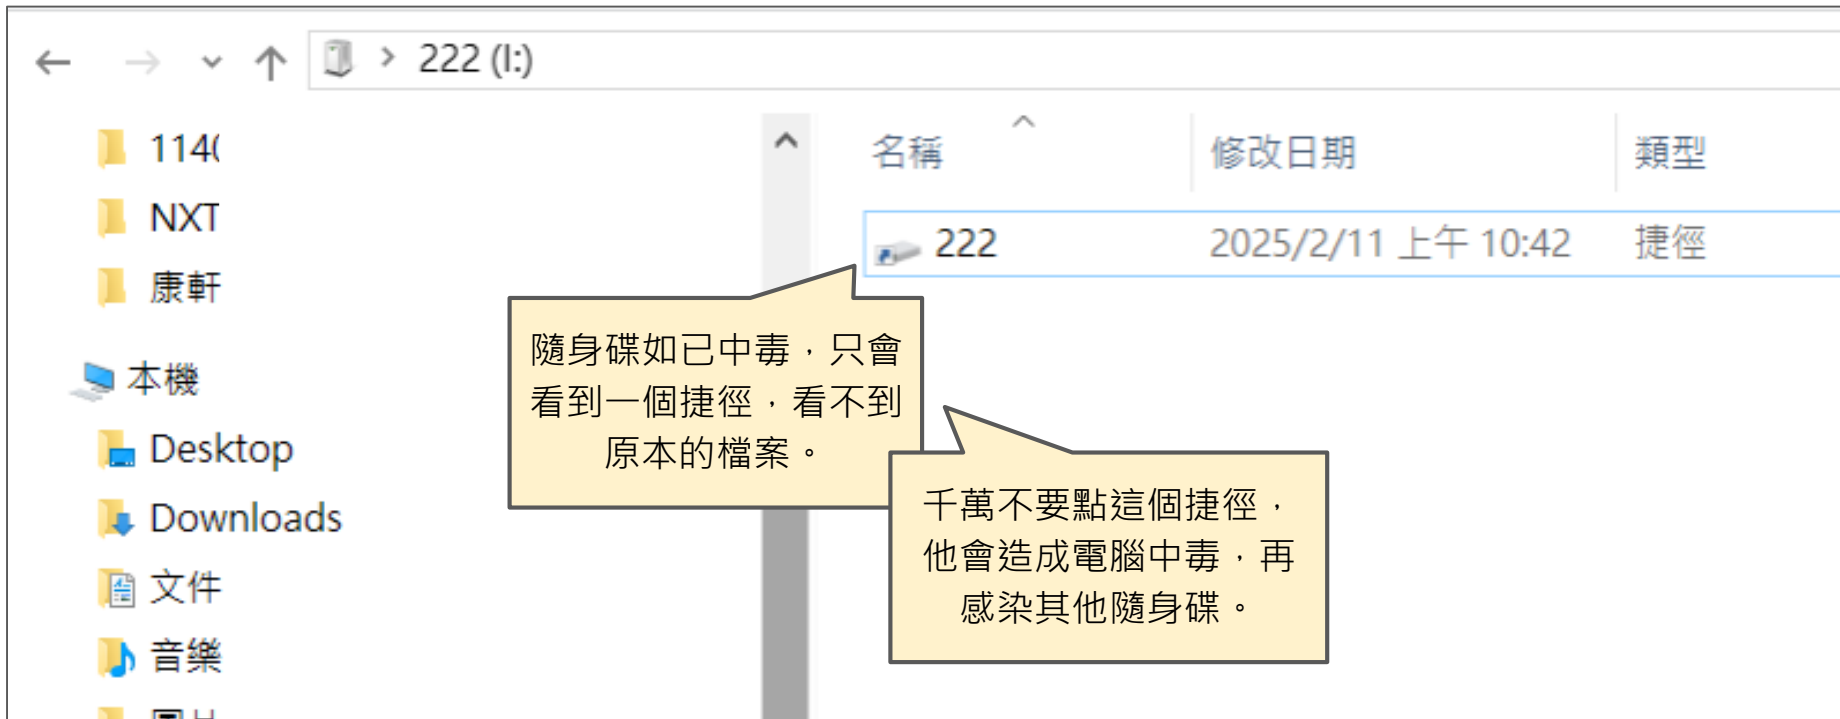 222 (I:)
114(
NXT
康軒
本機
Desktop
Downloads
文件
音樂
名稱
修改日期
類型
222
2025/2/11 上午 10:42
捷徑
隨身碟如已中毒，只會
看到一個捷徑，看不到
原本的檔案。
千萬不要點這個捷徑，
他會造成電腦中毒，再
感染其他隨身碟。